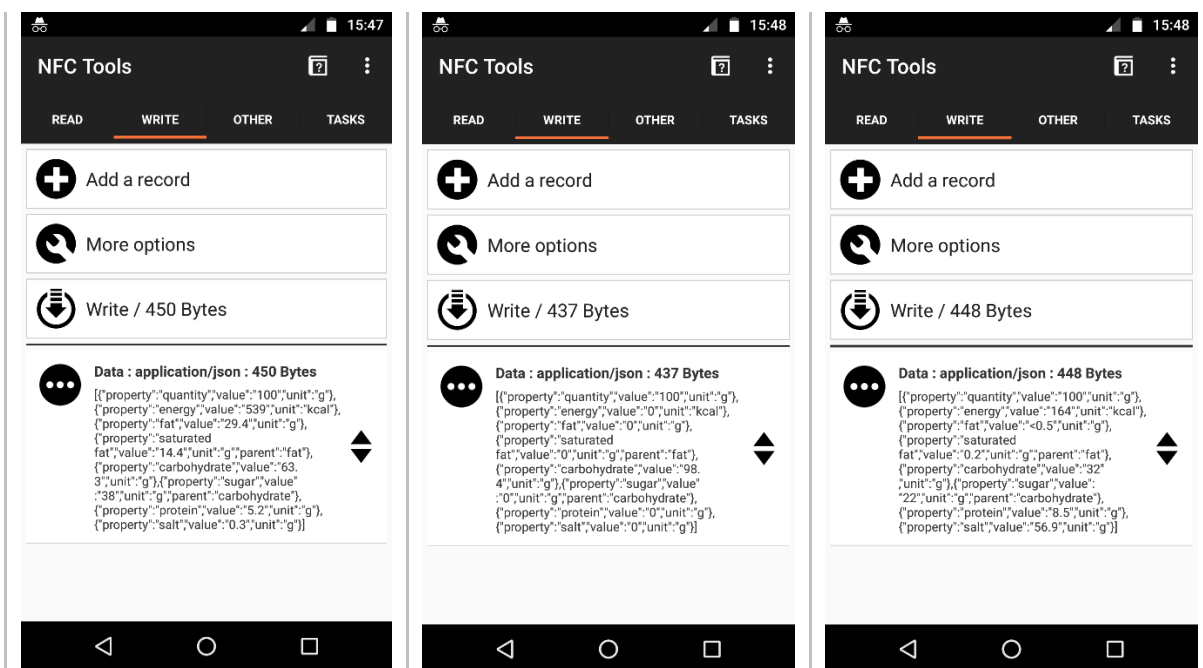 15:47
NFC Tools
READ WRITE OTHER TASKS
Add a record
More options
Write / 450 Bytes
Data : application/json : 450 Bytes
[{"property":"quantity","value":"100","unit":"g"},
{"property":"energy","value":"539","unit":"kcal"},
{"property":"fat","value":"29.4","unit":"g"},
{"property":"saturated
fat","value":"14.4","unit":"g","parent":"fat"},
{"property":"carbohydrate","value":"63.
3","unit":"g"},{"property":"sugar","value"
:"38","unit":"g","parent":"carbohydrate"},
{"property":"protein","value":"5.2","unit":"g"},
{"property":"salt","value":"0.3","unit":"g"}]
15:48
NFC Tools
READ WRITE OTHER TASKS
Add a record
More options
Write / 437 Bytes
Data : application/json : 437 Bytes
[{"property":"quantity","value":"100","unit":"g"},
{"property":"energy","value":"0","unit":"kcal"},
{"property":"fat","value":"0","unit":"g"},
{"property":"saturated
fat","value":"0","unit":"g","parent":"fat"},
{"property":"carbohydrate","value":"98.
4","unit":"g"},{"property":"sugar","value"
:"0","unit":"g","parent":"carbohydrate"},
{"property":"protein","value":"0","unit":"g"},
{"property":"salt","value":"0","unit":"g"}]
15:48
NFC Tools
READ WRITE OTHER TASKS
Add a record
More options
Write / 448 Bytes
Data : application/json : 448 Bytes
[{"property":"quantity","value":"100","unit":"g"},
{"property":"energy","value":"164","unit":"kcal"},
{"property":"fat","value":"<0.5","unit":"g"},
{"property":"saturated
fat","value":"0.2","unit":"g","parent":"fat"},
{"property":"carbohydrate","value":"32"
,"unit":"g"},{"property":"sugar","value":
"22","unit":"g","parent":"carbohydrate"},
{"property":"protein","value":"8.5","unit":"g"},
{"property":"salt","value":"56.9","unit":"g"}]